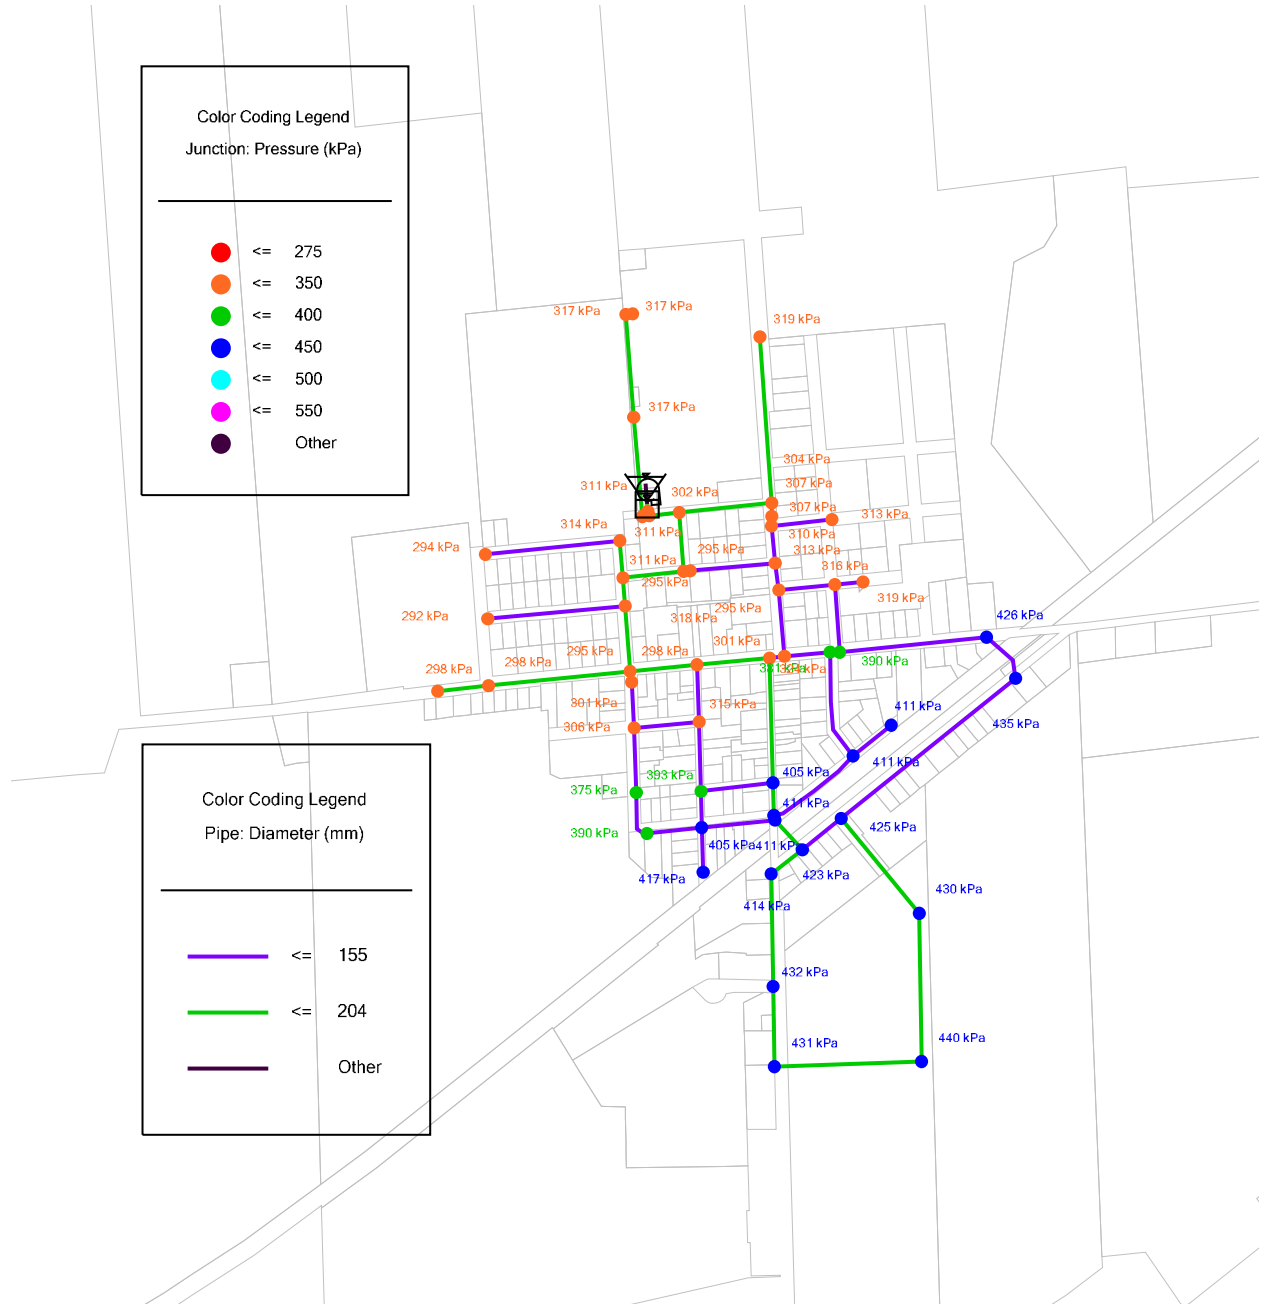 Color Coding Legend
Junction: Pressure (kPa)
<= 275
<= 350
<= 400
<= 450
<= 500
<= 550
Other
317 kPa
317 kPa
319 kPa
317 kPa
304 kPa
311 kPa
302 kPa
307 kPa
307 kPa
313 kPa
314 kPa
311 kPa
310 kPa
294 kPa
295 kPa
313 kPa
311 kPa
316 kPa
295 kPa
319 kPa
292 kPa
295 kPa
318 kPa
426 kPa
301 kPa
295 kPa
298 kPa
298 kPa
298 kPa
390 kPa
301 kPa
315 kPa
411 kPa
306 kPa
435 kPa
411 kPa
393 kPa
405 kPa
375 kPa
390 kPa
425 kPa
405 kPa
411 kPa
417 kPa
423 kPa
430 kPa
414 kPa
432 kPa
431 kPa
440 kPa
Color Coding Legend
Pipe: Diameter (mm)
<= 155
<= 204
Other